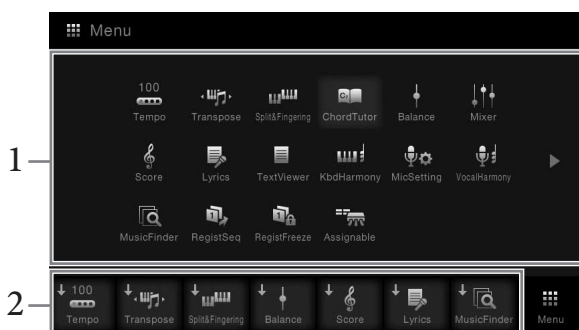 Menu
1
100
Tempo Transpose Split&Fingering ChordTutor Balance Mixer
Score Lyrics TextViewer KbdHarmony MicSetting VocalHarmony
MusicFinder RegistSeq RegistFreeze Assignable
2
100
Tempo Transpose Split&Fingering Balance Score Lyrics MusicFinder Menu